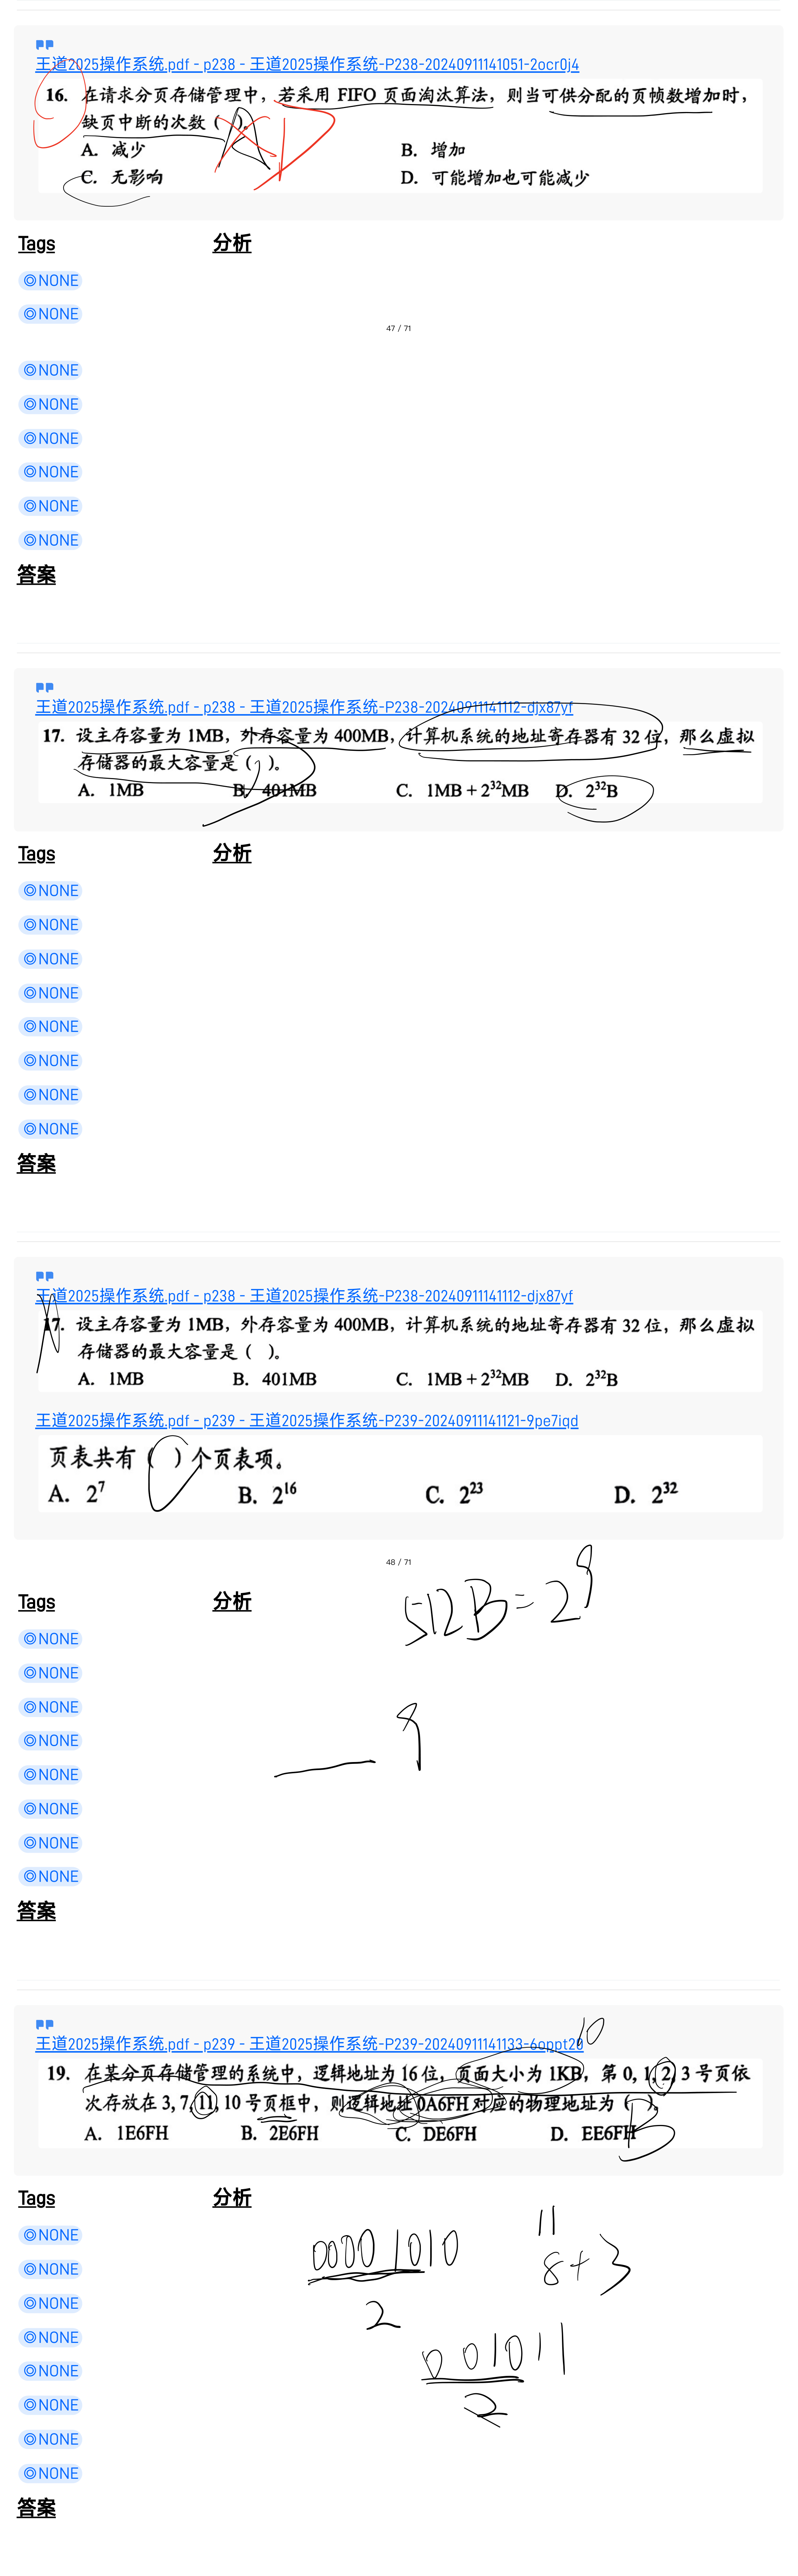 王道2025操作系统.pdf - p238 - 王道2025操作系统-P238-20240911141051-2ocr0j4
16. 在请求分页存储管理中，若采用 FIFO 页面淘汰算法，则当可供分配的页帧数增加时，
缺页中断的次数（ ）。 A D
A. 减少 B. 增加
C. 无影响 D. 可能增加也可能减少
Tags 分析
◎NONE
◎NONE
47 / 71
◎NONE
◎NONE
◎NONE
◎NONE
◎NONE
◎NONE
答案
王道2025操作系统.pdf - p238 - 王道2025操作系统-P238-20240911141112-djx87yf
17. 设主存容量为 1MB，外存容量为 400MB，计算机系统的地址寄存器有 32 位，那么虚拟
存储器的最大容量是（ ）。
A. 1MB B. 401MB C. 1MB + 2³²MB D. 2³²B
Tags 分析
◎NONE
◎NONE
◎NONE
◎NONE
◎NONE
◎NONE
◎NONE
◎NONE
答案
王道2025操作系统.pdf - p238 - 王道2025操作系统-P238-20240911141112-djx87yf
17. 设主存容量为 1MB，外存容量为 400MB，计算机系统的地址寄存器有 32 位，那么虚拟
存储器的最大容量是（ ）。
A. 1MB B. 401MB C. 1MB + 2³²MB D. 2³²B
王道2025操作系统.pdf - p239 - 王道2025操作系统-P239-20240911141121-9pe7iqd
页表共有（ ）个页表项。
A. 2⁷ B. 2¹⁶ C. 2²³ D. 2³²
48 / 71
512B = 2⁹
Tags 分析
◎NONE
◎NONE
◎NONE
9
◎NONE
◎NONE
◎NONE
◎NONE
◎NONE
答案
10
王道2025操作系统.pdf - p239 - 王道2025操作系统-P239-20240911141133-6oppt20
19. 在某分页存储管理的系统中，逻辑地址为 16 位，页面大小为 1KB，第 0, 1, 2, 3 号页依
次存放在 3, 7, 11, 10 号页框中，则逻辑地址 0A6FH 对应的物理地址为（ ）。 B
A. 1E6FH B. 2E6FH C. DE6FH D. EE6FH
Tags 分析
11
◎NONE
0000 1010
8+3
◎NONE
◎NONE
2
◎NONE
001011
◎NONE
◎NONE
2
◎NONE
◎NONE
答案